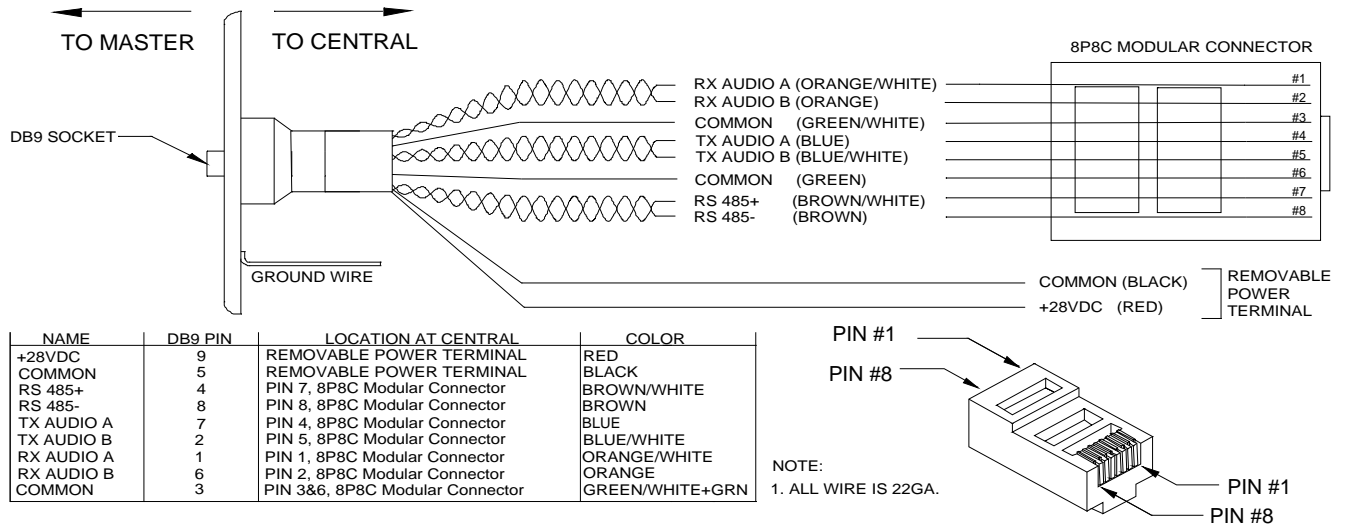 TO MASTER TO CENTRAL
8P8C MODULAR CONNECTOR
DB9 SOCKET
RX AUDIO A (ORANGE/WHITE) #1
RX AUDIO B (ORANGE) #2
COMMON (GREEN/WHITE) #3
TX AUDIO A (BLUE) #4
TX AUDIO B (BLUE/WHITE) #5
COMMON (GREEN) #6
RS 485+ (BROWN/WHITE) #7
RS 485- (BROWN) #8
GROUND WIRE
COMMON (BLACK)
+28VDC (RED)
REMOVABLE
POWER
TERMINAL
NAME DB9 PIN LOCATION AT CENTRAL COLOR
+28VDC 9 REMOVABLE POWER TERMINAL RED
COMMON 5 REMOVABLE POWER TERMINAL BLACK
RS 485+ 4 PIN 7, 8P8C Modular Connector BROWN/WHITE
RS 485- 8 PIN 8, 8P8C Modular Connector BROWN
TX AUDIO A 7 PIN 4, 8P8C Modular Connector BLUE
TX AUDIO B 2 PIN 5, 8P8C Modular Connector BLUE/WHITE
RX AUDIO A 1 PIN 1, 8P8C Modular Connector ORANGE/WHITE
RX AUDIO B 6 PIN 2, 8P8C Modular Connector ORANGE
COMMON 3 PIN 3&6, 8P8C Modular Connector GREEN/WHITE+GRN
NOTE:
1. ALL WIRE IS 22GA.
PIN #1
PIN #8
PIN #1
PIN #8